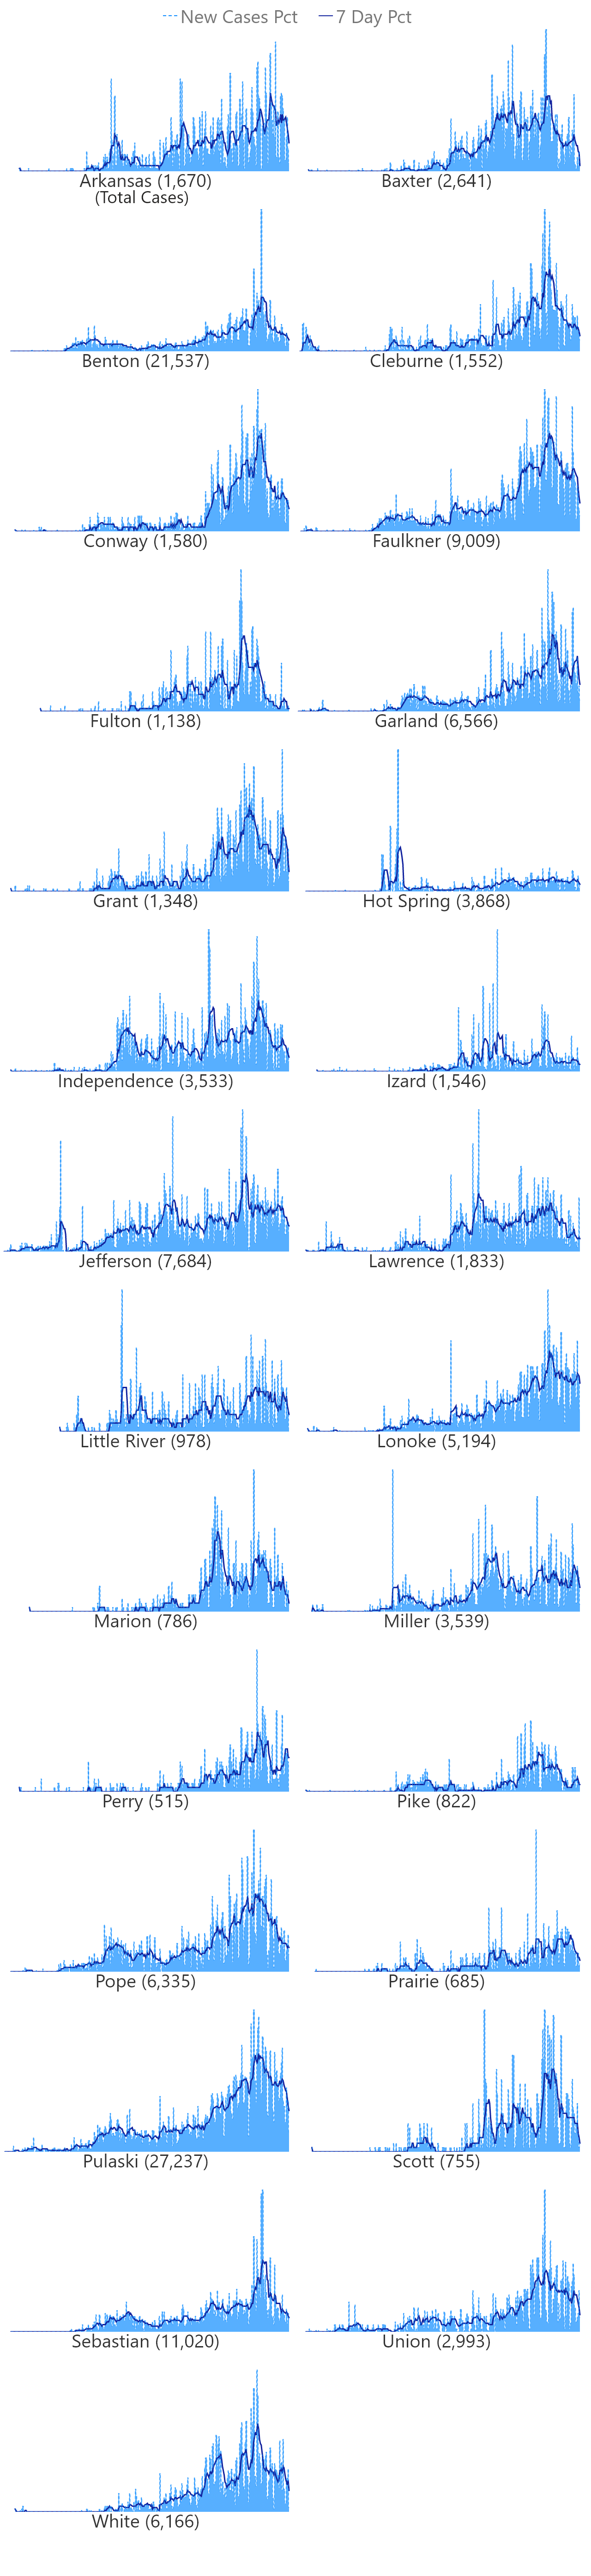 New Cases Pct 7 Day Pct
Arkansas (1,670) Baxter (2,641)
(Total Cases)
Benton (21,537) Cleburne (1,552)
Conway (1,580) Faulkner (9,009)
Fulton (1,138) Garland (6,566)
Grant (1,348) Hot Spring (3,868)
Independence (3,533) Izard (1,546)
Jefferson (7,684) Lawrence (1,833)
Little River (978) Lonoke (5,194)
Marion (786) Miller (3,539)
Perry (515) Pike (822)
Pope (6,335) Prairie (685)
Pulaski (27,237) Scott (755)
Sebastian (11,020) Union (2,993)
White (6,166)